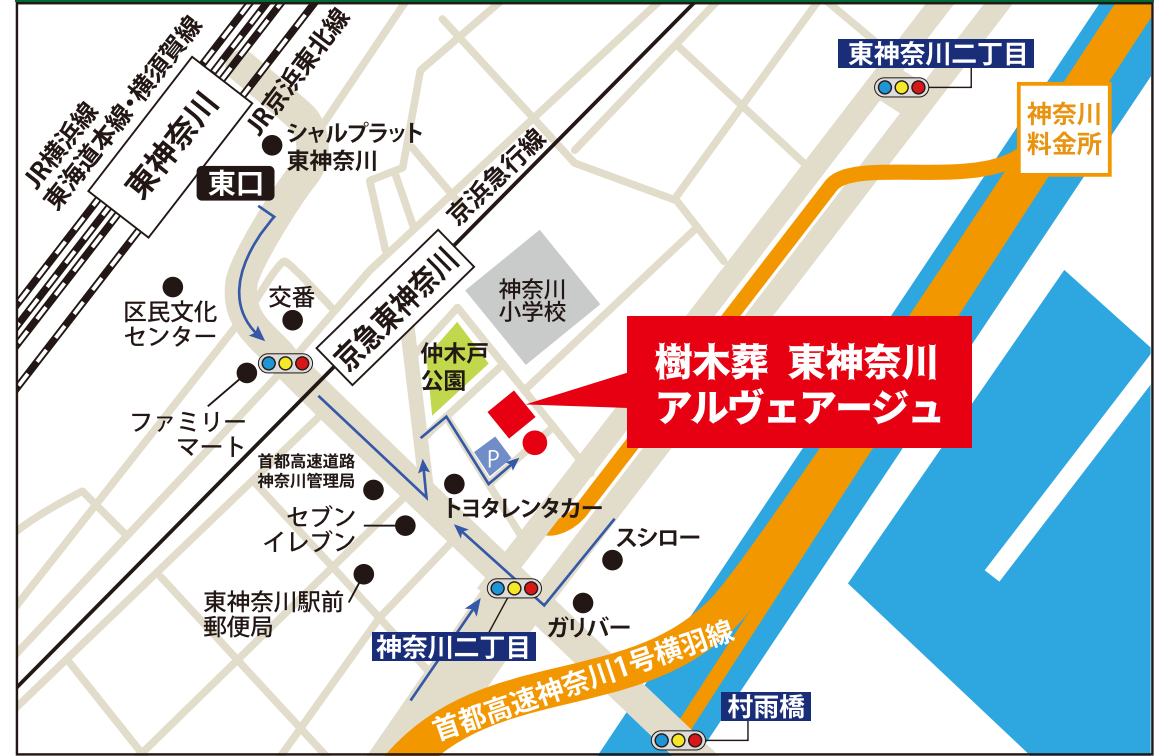 JR横浜線
東海道本線・横須賀線
東神奈川
JR京浜東北線
シャルプラット
東神奈川
東口
京浜急行線
東神奈川二丁目
神奈川
料金所
区民文化
センター
交番
京急東神奈川
神奈川
小学校
仲木戸
公園
樹木葬 東神奈川
アルヴェアージュ
ファミリー
マート
P
首都高速道路
神奈川管理局
トヨタレンタカー
セブン
イレブン
スシロー
東神奈川駅前
郵便局
ガリバー
神奈川二丁目
首都高速神奈川1号横羽線
村雨橋